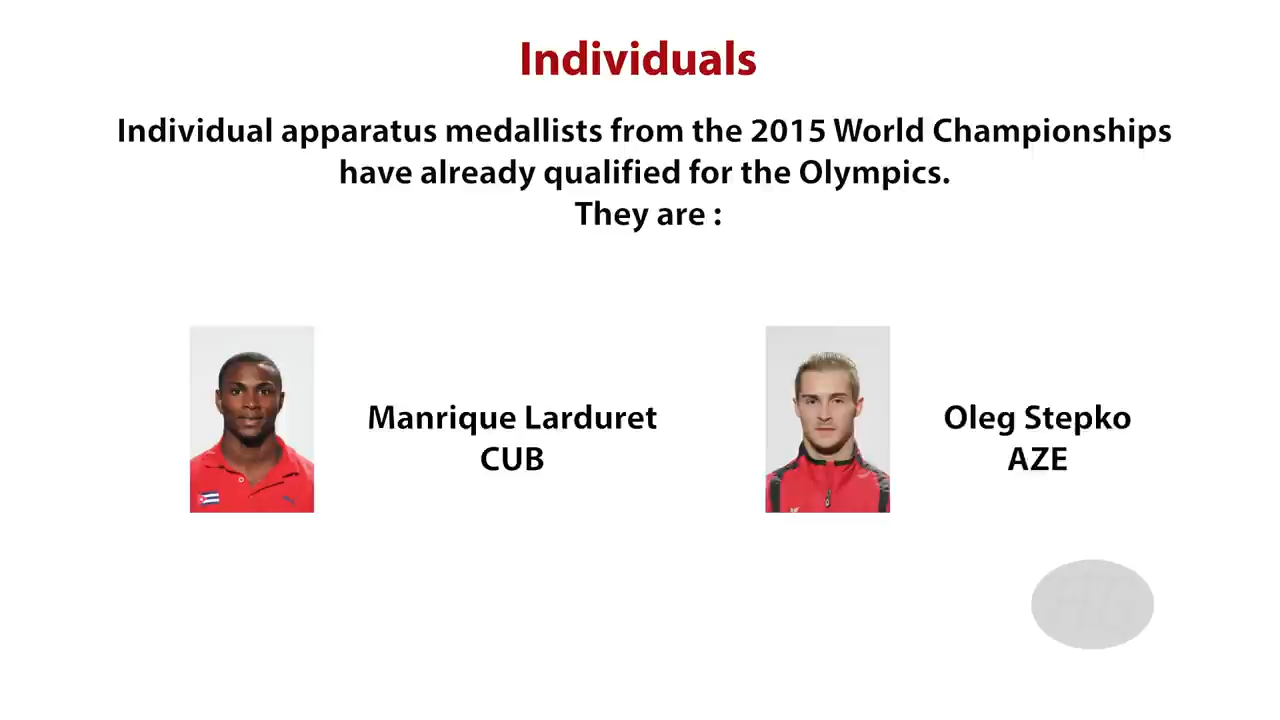 Individuals
Individual apparatus medallists from the 2015 World Championships
have already qualified for the Olympics.
They are :
Manrique Larduret
CUB
Oleg Stepko
AZE